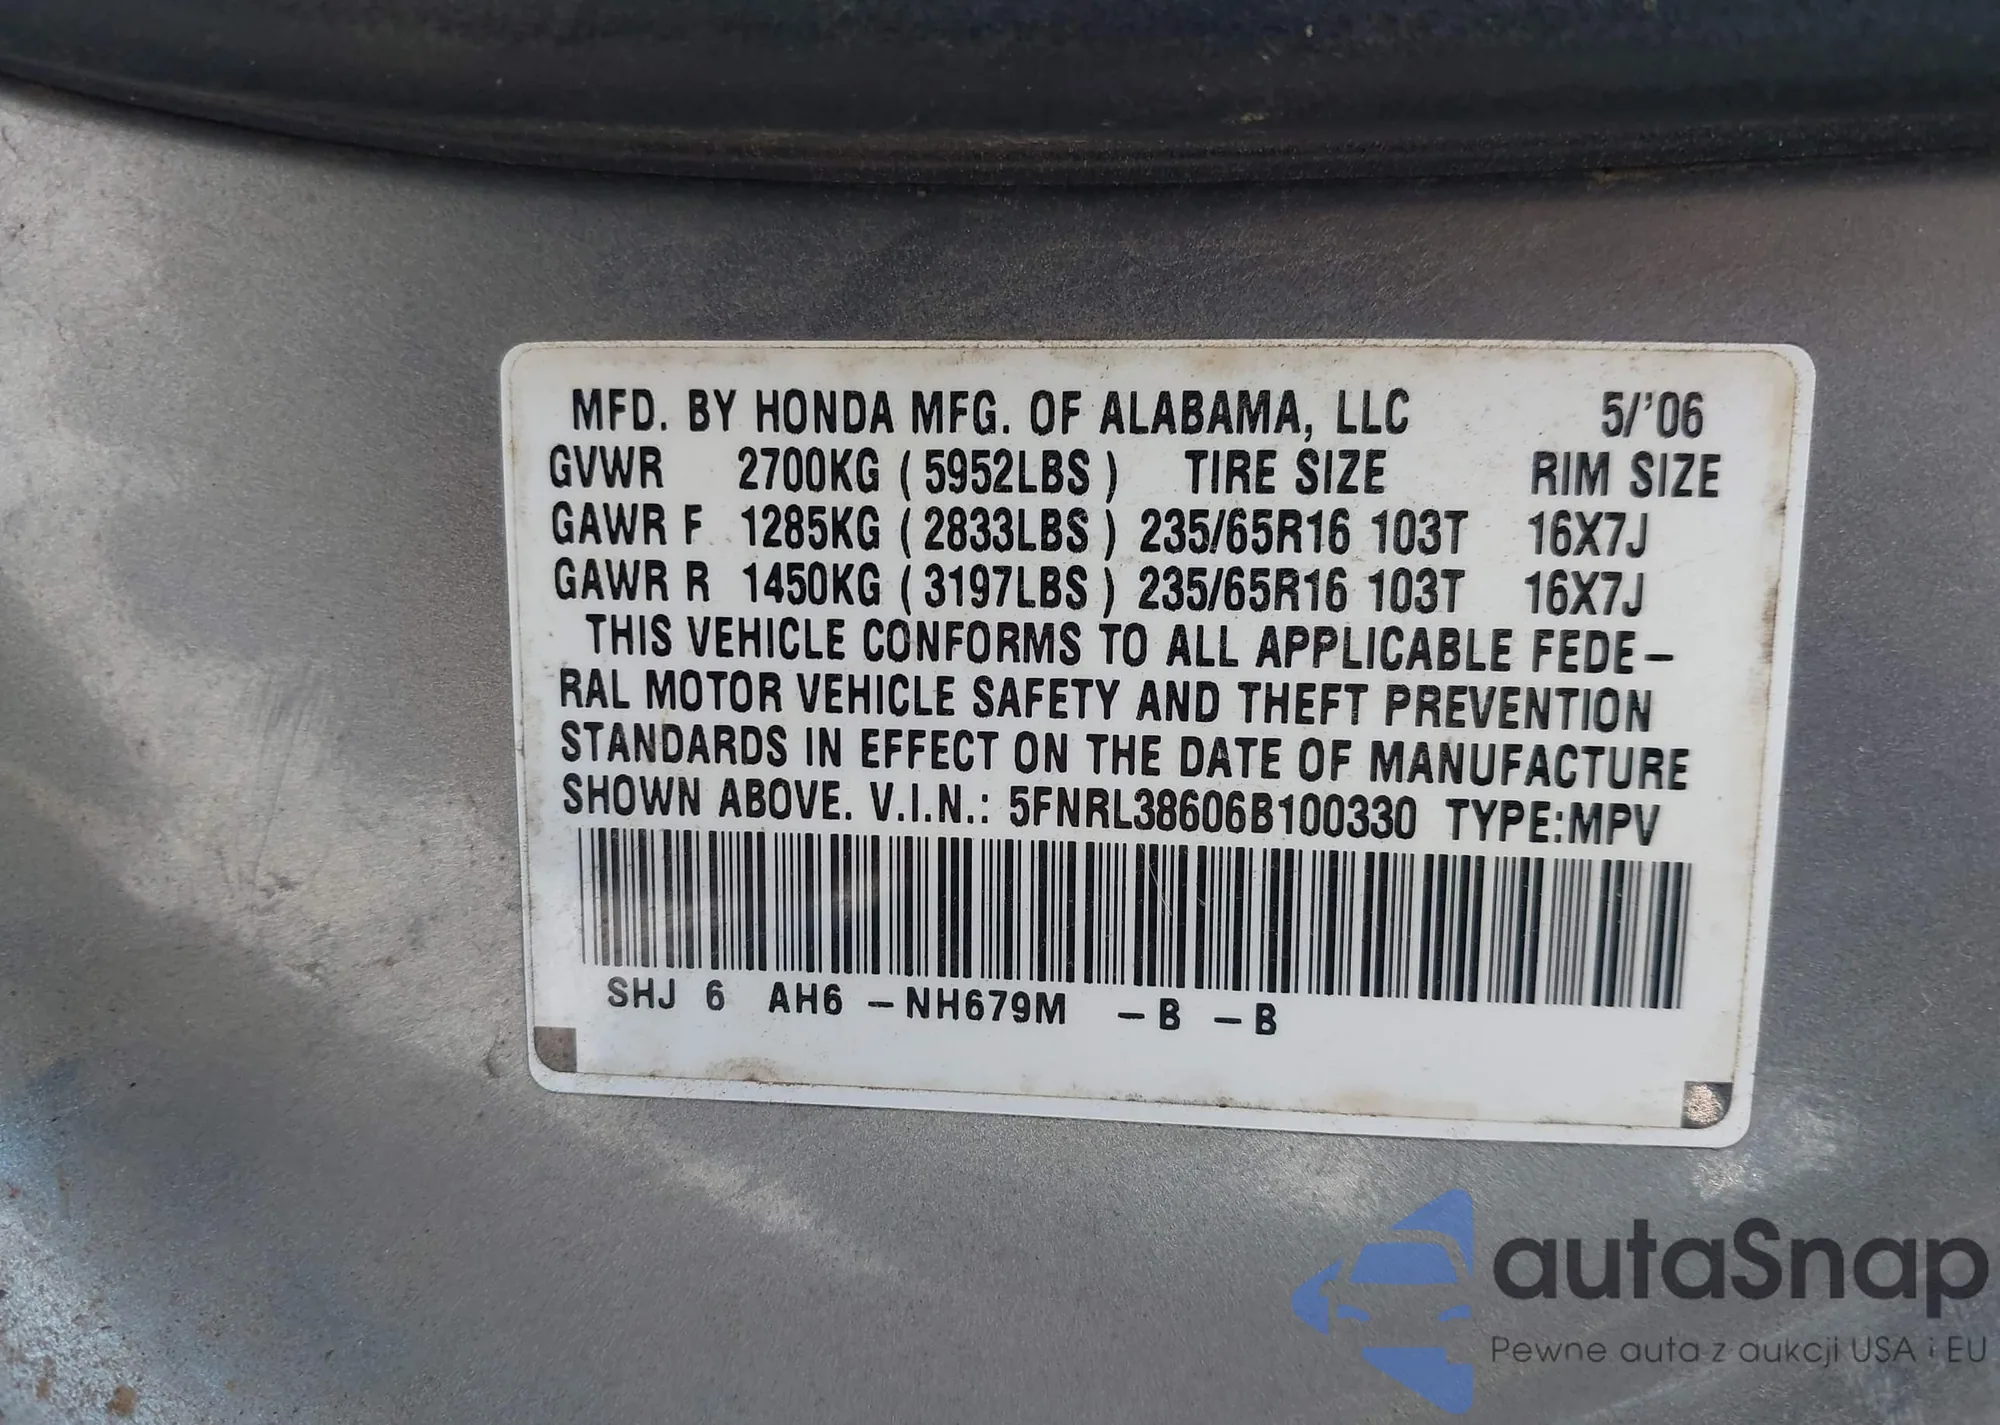 MFD. BY HONDA MFG. OF ALABAMA, LLC 5/'06
GVWR 2700KG (5952LBS) TIRE SIZE RIM SIZE
GAWR F 1285KG (2833LBS) 235/65R16 103T 16X7J
GAWR R 1450KG (3197LBS) 235/65R16 103T 16X7J
THIS VEHICLE CONFORMS TO ALL APPLICABLE FEDE-
RAL MOTOR VEHICLE SAFETY AND THEFT PREVENTION
STANDARDS IN EFFECT ON THE DATE OF MANUFACTURE
SHOWN ABOVE. V.I.N.: 5FNRL38606B100330 TYPE:MPV
SHJ 6 AH6 -NH679M -B -B
autaSnap
Pewne auta z aukcji USA i EU